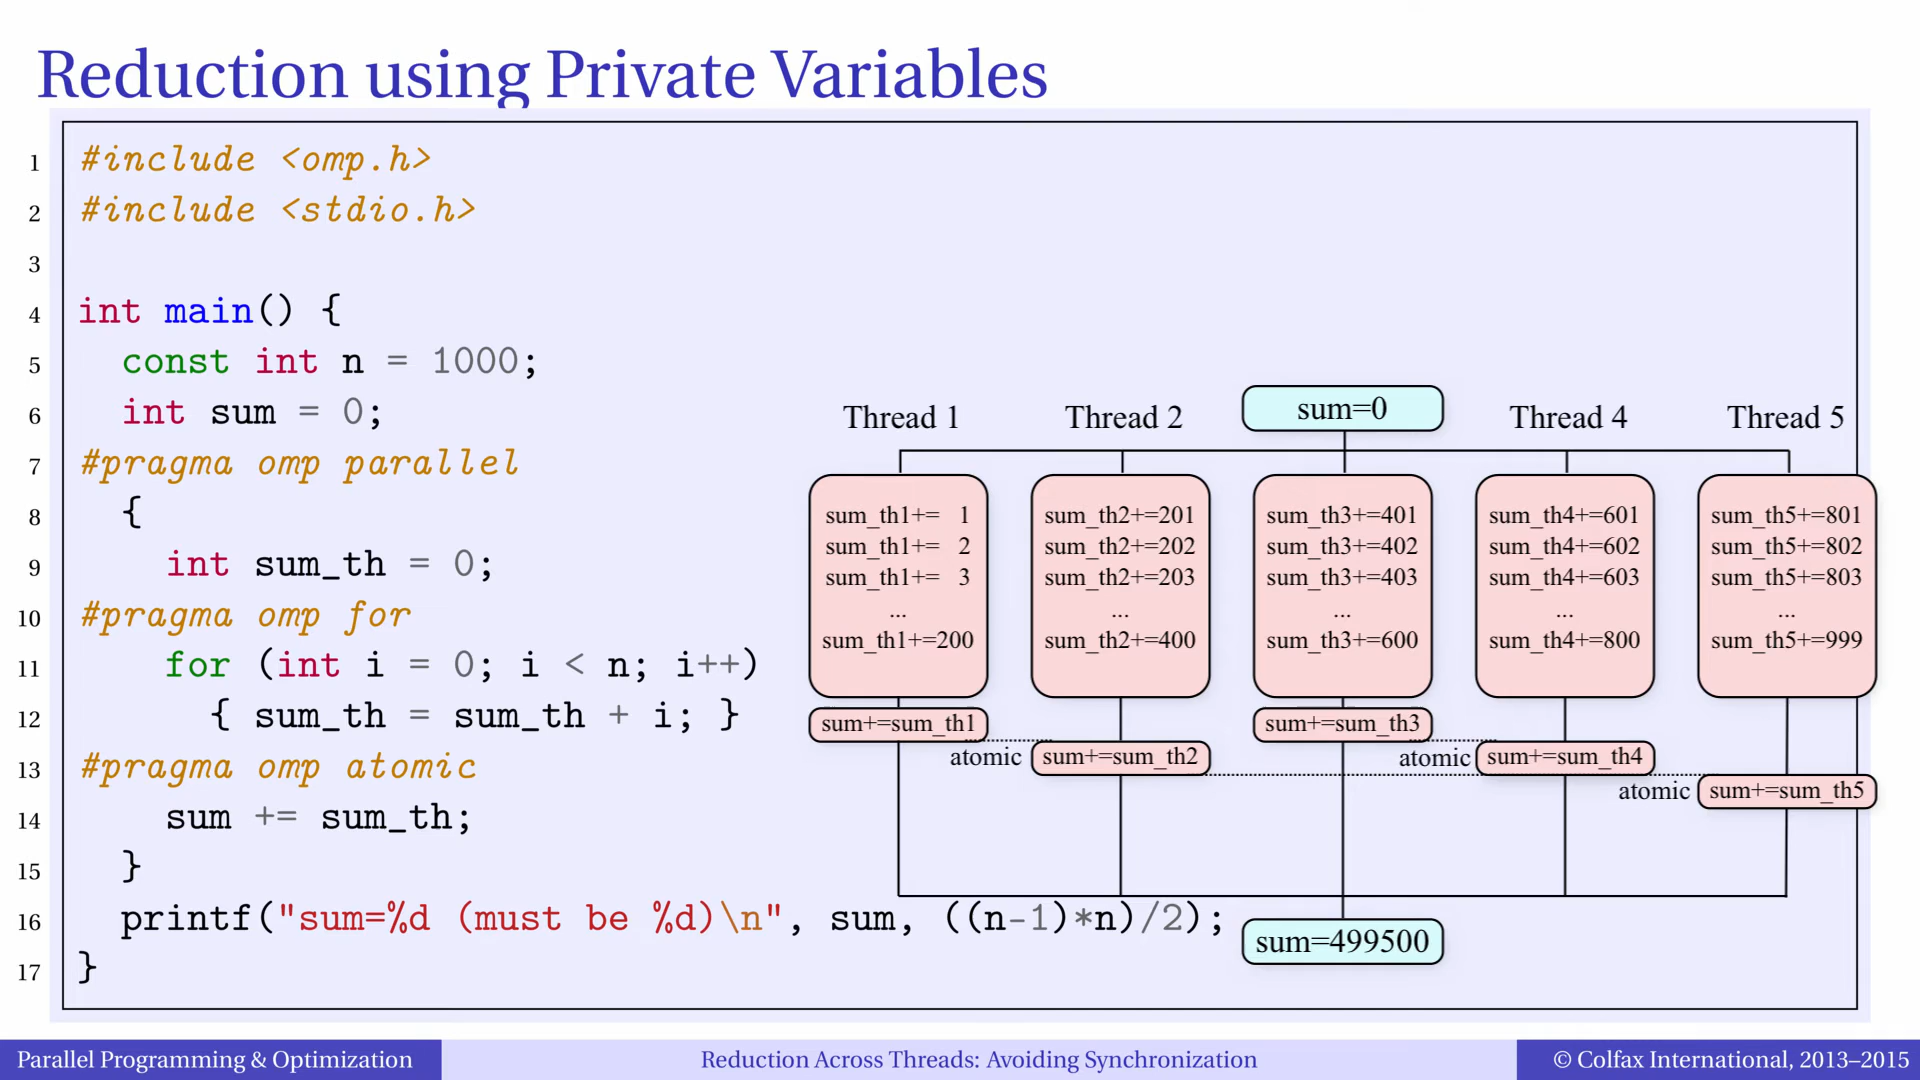 Reduction using Private Variables
1 #include <omp.h>
2 #include <stdio.h>
3
4 int main() {
5 const int n = 1000;
6 int sum = 0;
7 #pragma omp parallel
8 {
9 int sum_th = 0;
10 #pragma omp for
11 for (int i = 0; i < n; i++)
12 { sum_th = sum_th + i; }
13 #pragma omp atomic
14 sum += sum_th;
15 }
16 printf("sum=%d (must be %d)\n", sum, ((n-1)*n)/2);
17 }
Thread 1 Thread 2 sum=0 Thread 4 Thread 5
sum_th1+= 1
sum_th1+= 2
sum_th1+= 3
...
sum_th1+=200
sum_th2+=201
sum_th2+=202
sum_th2+=203
...
sum_th2+=400
sum_th3+=401
sum_th3+=402
sum_th3+=403
...
sum_th3+=600
sum_th4+=601
sum_th4+=602
sum_th4+=603
...
sum_th4+=800
sum_th5+=801
sum_th5+=802
sum_th5+=803
...
sum_th5+=999
sum+=sum_th1 sum+=sum_th3
atomic sum+=sum_th2 atomic sum+=sum_th4
atomic sum+=sum_th5
sum=499500
Parallel Programming & Optimization Reduction Across Threads: Avoiding Synchronization © Colfax International, 2013–2015